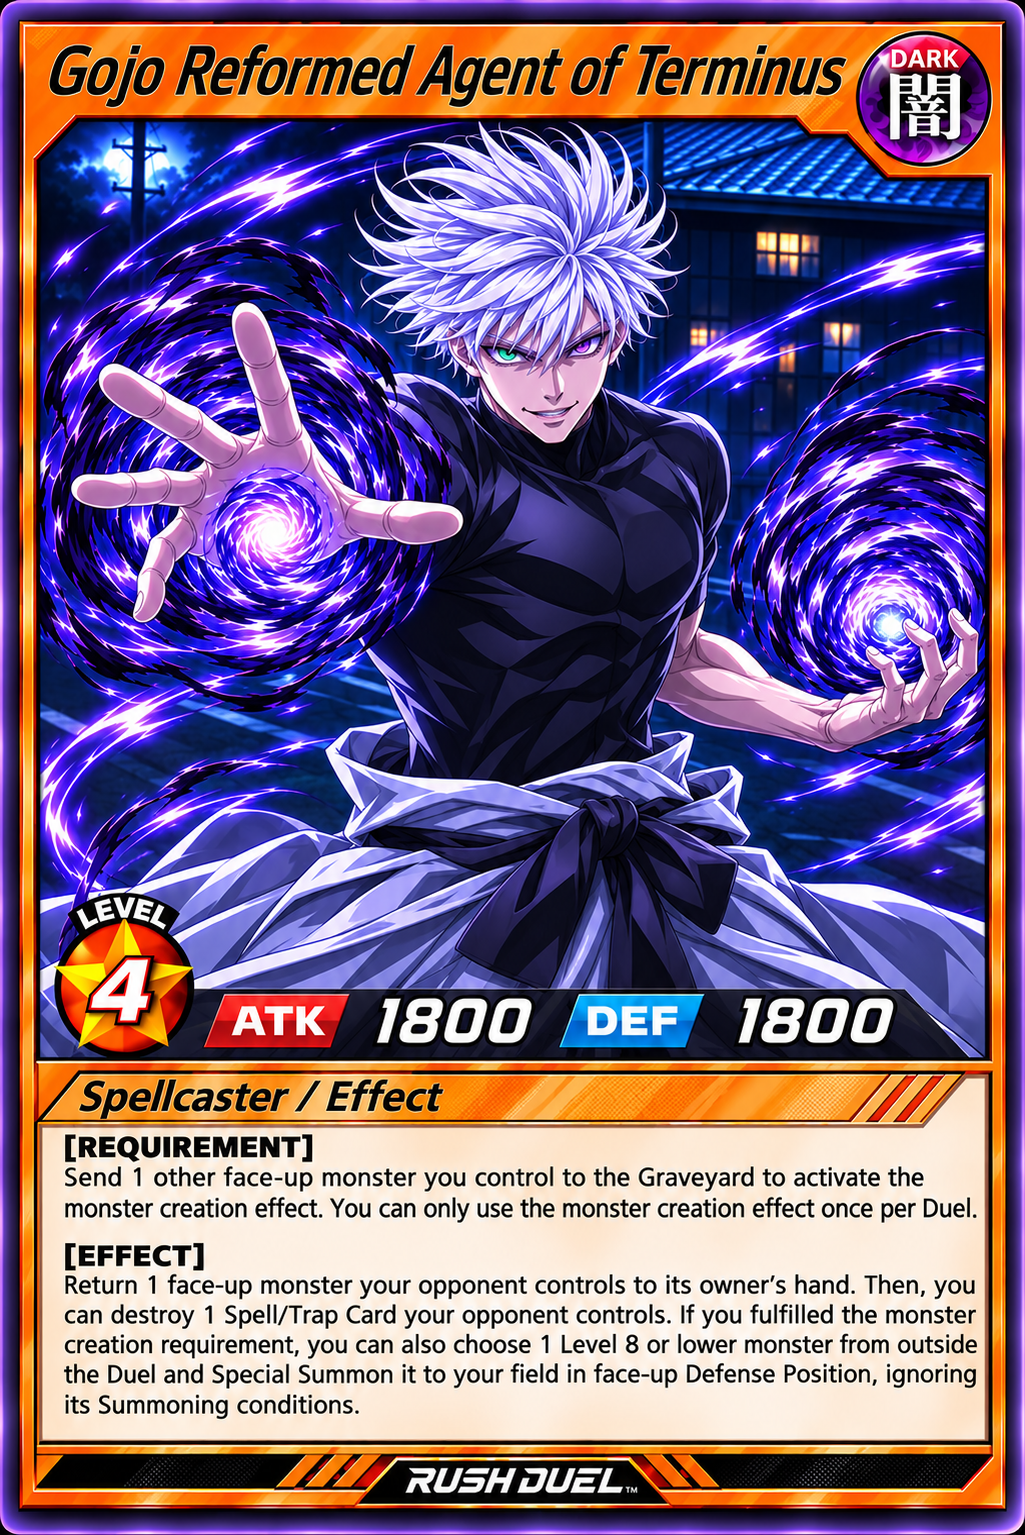 Gojo Reformed Agent of Terminus
DARK
闇
LEVEL
4
ATK 1800 DEF 1800
Spellcaster / Effect
[REQUIREMENT]
Send 1 other face-up monster you control to the Graveyard to activate the
monster creation effect. You can only use the monster creation effect once per Duel.
[EFFECT]
Return 1 face-up monster your opponent controls to its owner's hand. Then, you
can destroy 1 Spell/Trap Card your opponent controls. If you fulfilled the monster
creation requirement, you can also choose 1 Level 8 or lower monster from outside
the Duel and Special Summon it to your field in face-up Defense Position, ignoring
its Summoning conditions.
RUSH DUEL™